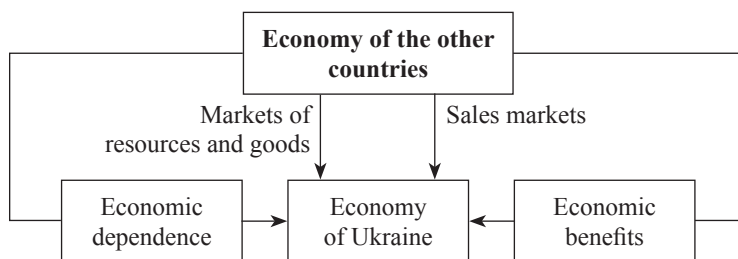 Economy of the other
countries
Markets of
resources and goods
Sales markets
Economic
dependence
Economy
of Ukraine
Economic
benefits